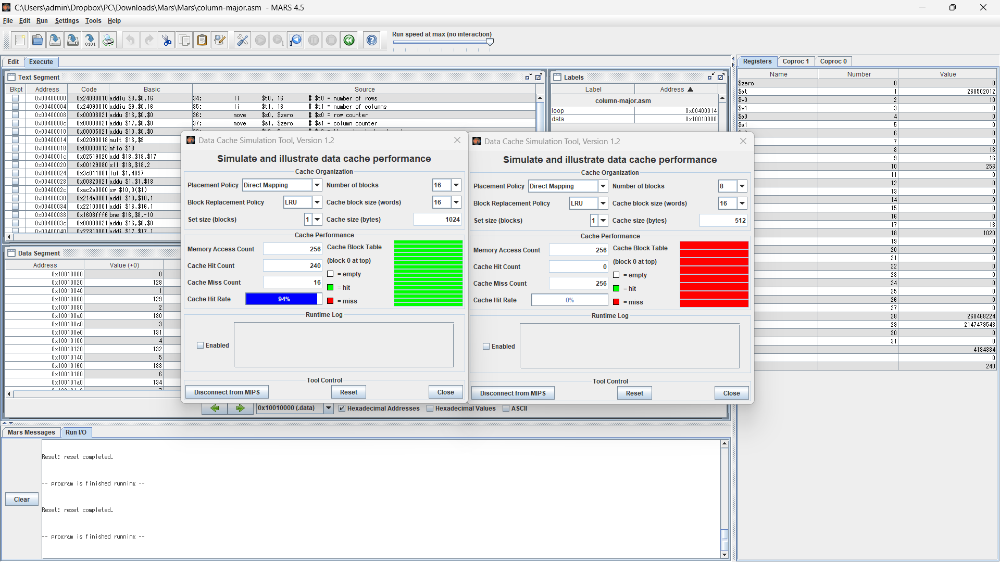 C:\Users\admin\Dropbox\PC\Downloads\Mars\Mars\column-major.asm - MARS 4.5
File Edit Run Settings Tools Help
Run speed at max (no interaction)
Edit Execute
Text Segment
Bkpt Address Code Basic Source
0x00400000 0x24080010 addiu $8,$0,16 34: li $t0, 16 # $t0 = number of rows
0x00400004 0x24090010 addiu $9,$0,16 35: li $t1, 16 # $t1 = number of columns
0x00400008 0x00008021 addu $16,$0,$0 36: move $s0, $zero # $s0 = row counter
0x0040000c 0x00008821 addu $17,$0,$0 37: move $s1, $zero # $s1 = column counter
0x00400010 0x00005021 addu $10,$0,$0
0x00400014 0x02090018 mult $16,$9
0x00400018 0x00009012 mflo $18
0x0040001c 0x02519020 add $18,$18,$17
0x00400020 0x00129080 sll $18,$18,2
0x00400024 0x3c011001 lui $1,4097
0x00400028 0x00320821 addu $1,$1,$18
0x0040002c 0xac2a0000 sw $10,0($1)
0x00400030 0x214a0001 addi $10,$10,1
0x00400034 0x22100001 addi $16,$16,1
0x00400038 0x1608fff6 bne $16,$8,-10
0x0040003c 0x00008021 addu $16,$0,$0
0x00400040 0x22310001 addi $17,$17,1
Labels
Label Address ▲
column-major.asm
loop 0x00400014
data 0x10010000
Data Segment
Address Value (+0)
0x10010000 0
0x10010020 128
0x10010040 1
0x10010060 129
0x10010080 2
0x100100a0 130
0x100100c0 3
0x100100e0 131
0x10010100 4
0x10010120 132
0x10010140 5
0x10010160 133
0x10010180 6
0x100101a0 134
0x10010000 (.data) Hexadecimal Addresses Hexadecimal Values ASCII
Data Cache Simulation Tool, Version 1.2
Simulate and illustrate data cache performance
Cache Organization
Placement Policy Direct Mapping Number of blocks 16
Block Replacement Policy LRU Cache block size (words) 16
Set size (blocks) 1 Cache size (bytes) 1024
Cache Performance
Memory Access Count 256 Cache Block Table
(block 0 at top)
Cache Hit Count 240
= empty
Cache Miss Count 16
= hit
Cache Hit Rate 94%
= miss
Runtime Log
Enabled
Tool Control
Disconnect from MIPS Reset Close
Data Cache Simulation Tool, Version 1.2
Simulate and illustrate data cache performance
Cache Organization
Placement Policy Direct Mapping Number of blocks 8
Block Replacement Policy LRU Cache block size (words) 16
Set size (blocks) 1 Cache size (bytes) 512
Cache Performance
Memory Access Count 256 Cache Block Table
(block 0 at top)
Cache Hit Count 0
= empty
Cache Miss Count 256
= hit
Cache Hit Rate 0%
= miss
Runtime Log
Enabled
Tool Control
Disconnect from MIPS Reset Close
Registers Coproc 1 Coproc 0
Name Number Value
$zero 0 0
$at 1 268502012
$v0 2 10
$v1 3 0
$a0 4 0
$a1 5 0
6 0
7 0
8 16
9 16
10 256
11 0
12 0
13 0
14 0
15 0
16 0
17 16
18 1020
19 0
20 0
21 0
22 0
23 0
24 0
25 0
26 0
27 0
28 268468224
29 2147479548
30 0
31 0
4194384
0
240
Mars Messages Run I/O
Reset: reset completed.
-- program is finished running --
Clear
Reset: reset completed.
-- program is finished running --